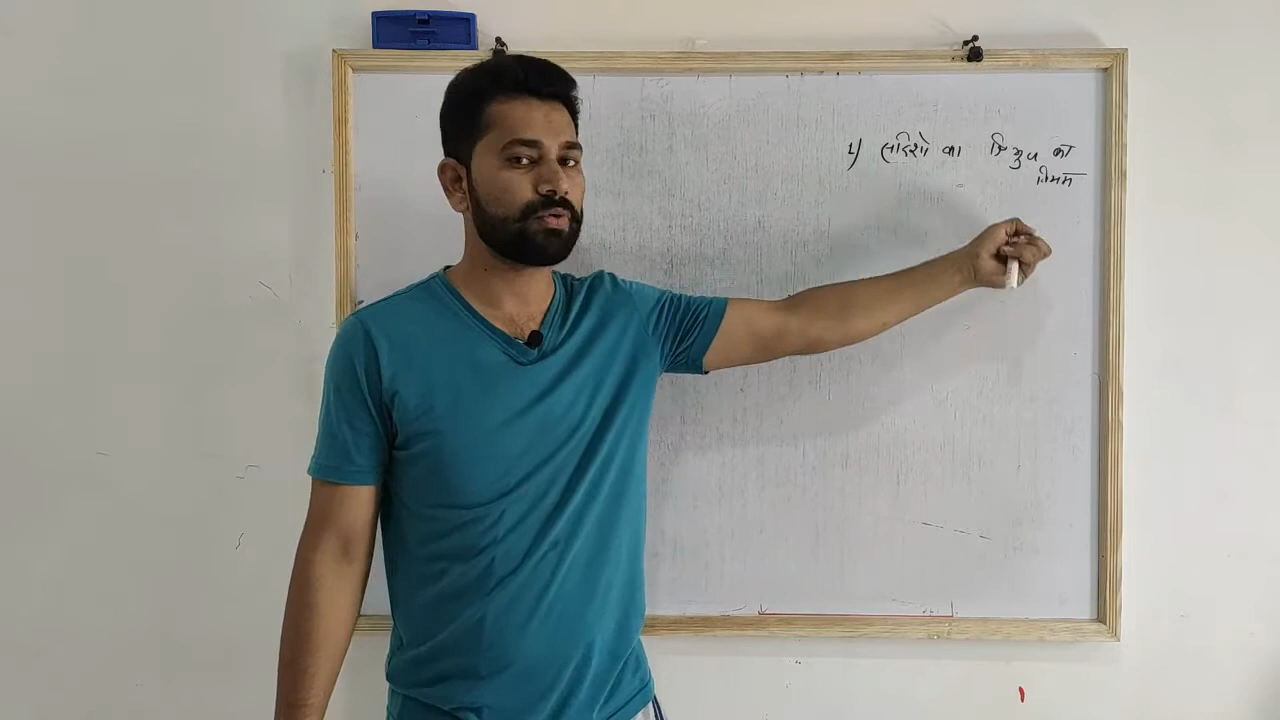 1) सदिशो का त्रिभुज का
नियम